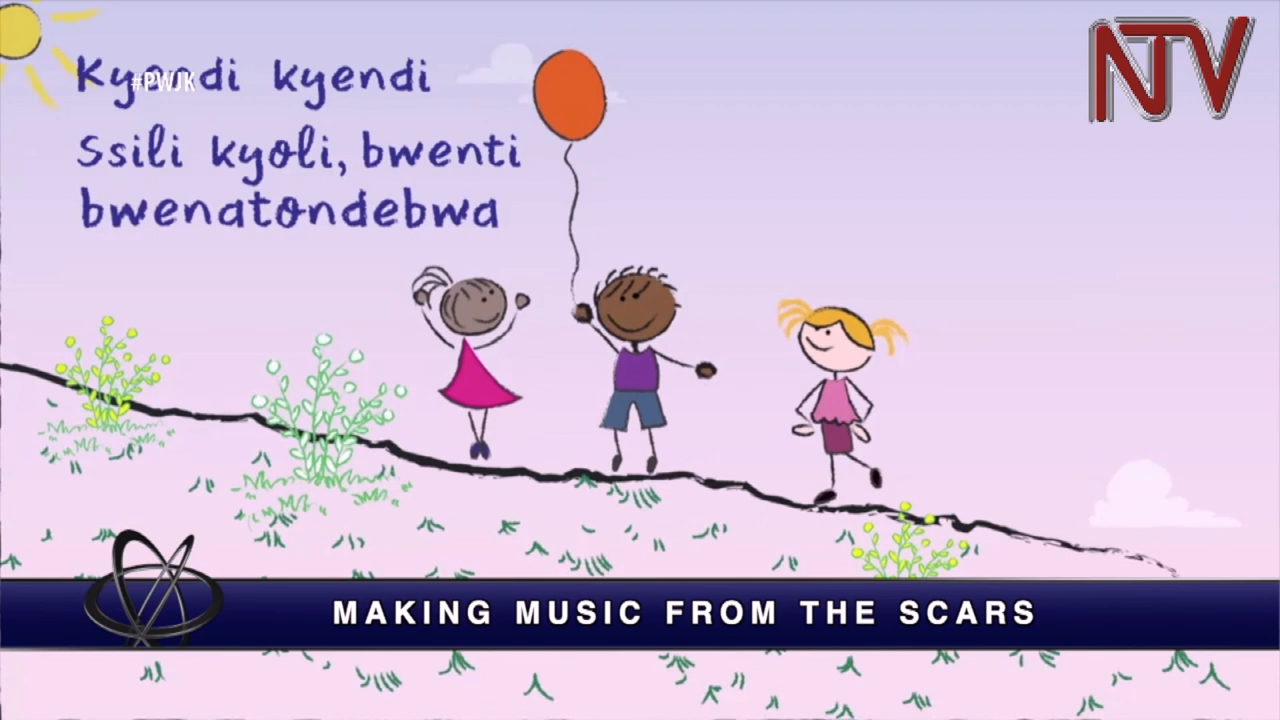 Kyendi kyendi
#PWJK
Ssili kyoli, bwenti
bwenatondebwa
NTV
MAKING MUSIC FROM THE SCARS